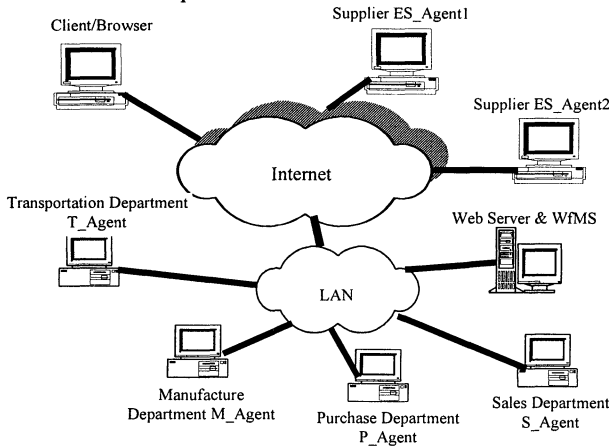 Supplier ES_Agent1
Client/Browser
Supplier ES_Agent2
Internet
Transportation Department
T_Agent
Web Server & WfMS
LAN
Manufacture
Department M_Agent
Purchase Department
P_Agent
Sales Department
S_Agent